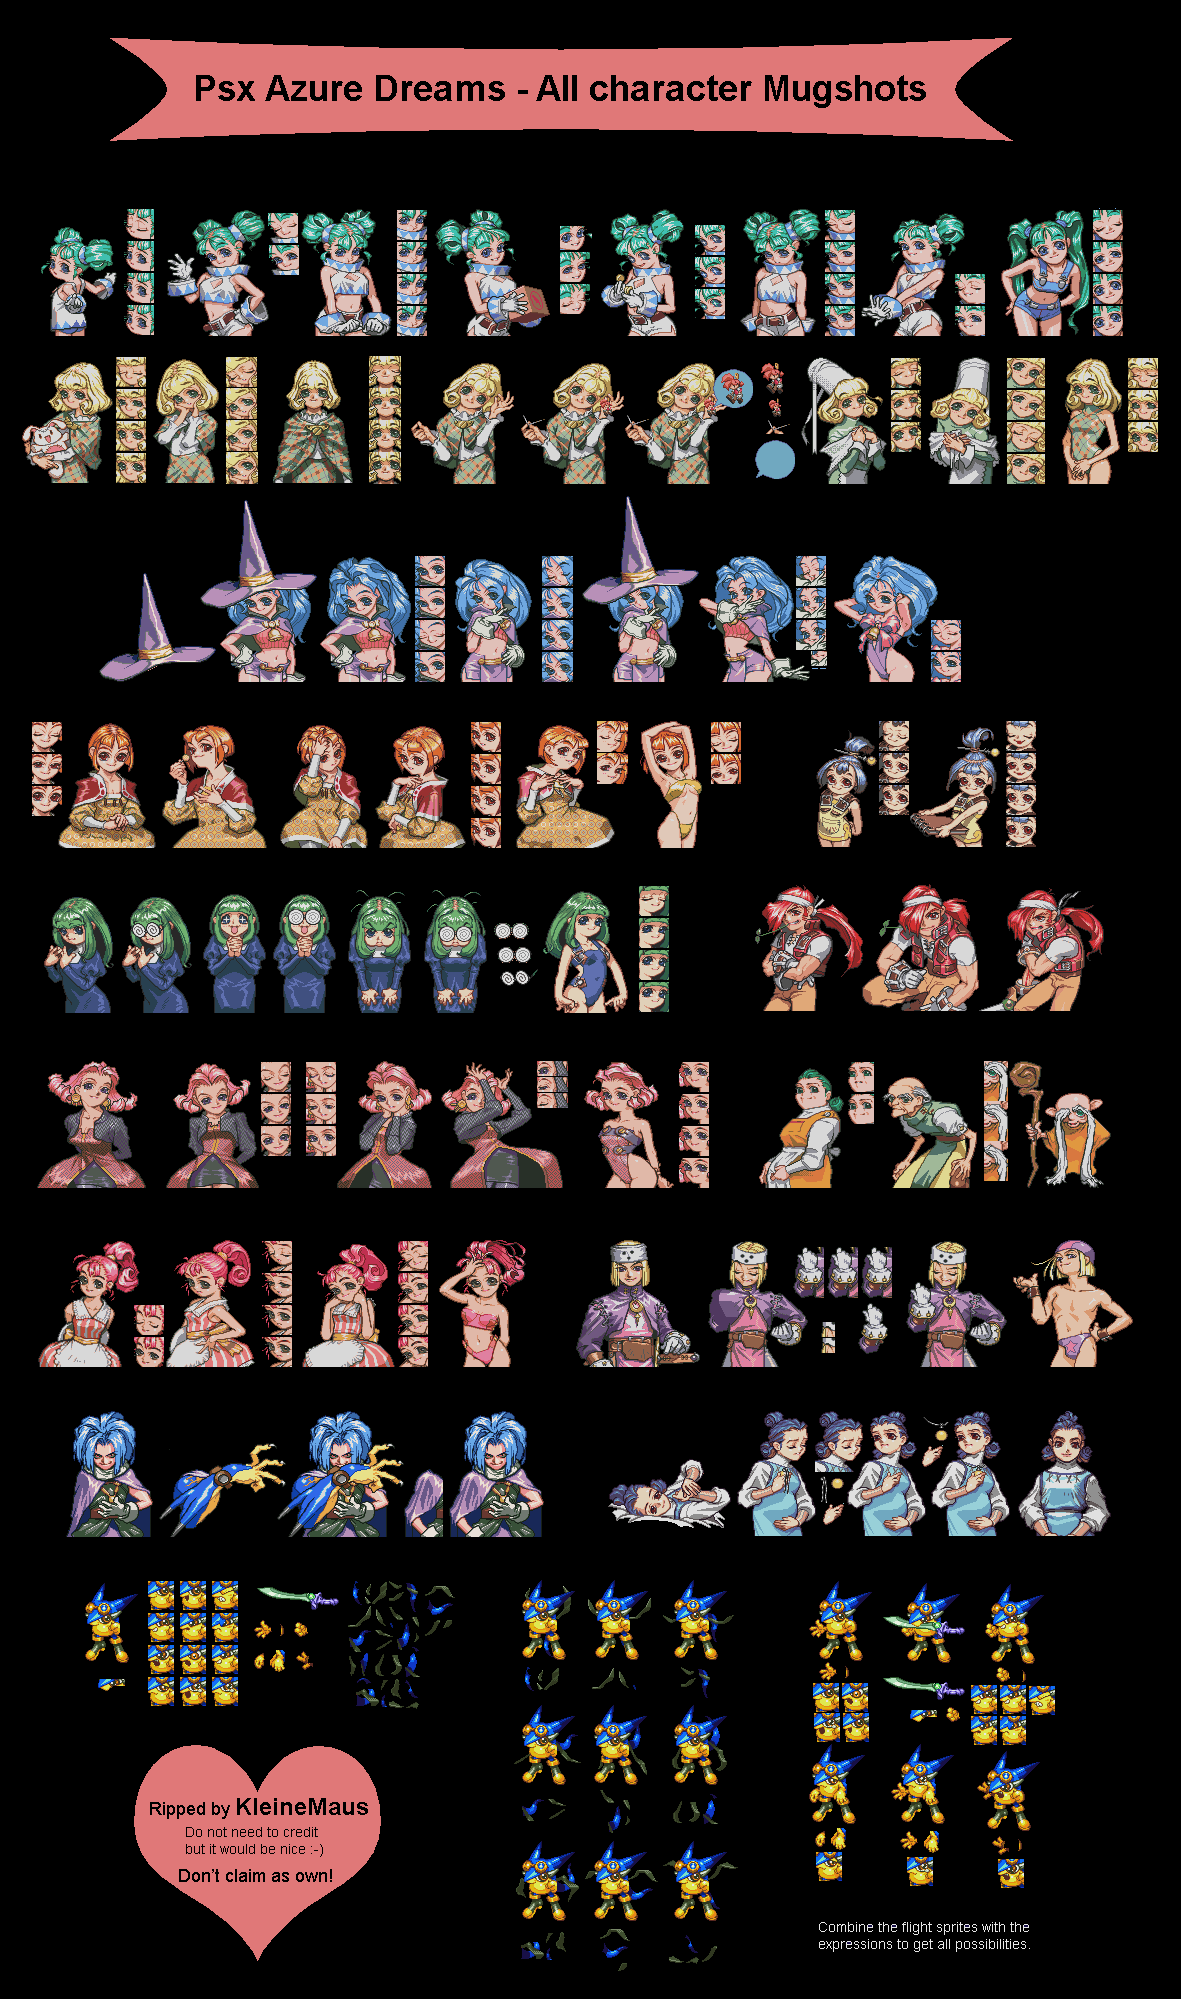 Psx Azure Dreams - All character Mugshots
Ripped by KleineMaus
Do not need to credit
but it would be nice :-)
Don't claim as own!
Combine the flight sprites with the
expressions to get all possibilities.